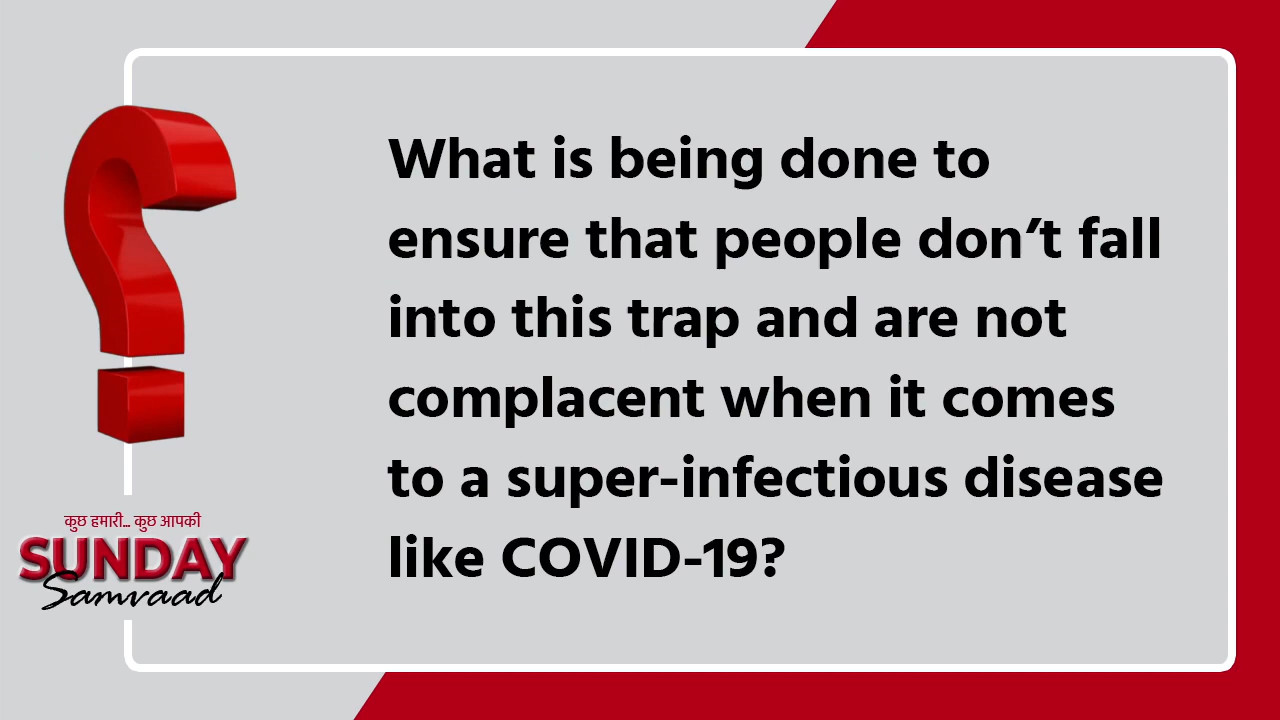 What is being done to
ensure that people don’t fall
into this trap and are not
complacent when it comes
to a super-infectious disease
like COVID-19?
कुछ हमारी... कुछ आपकी
SUNDAY
Samvaad